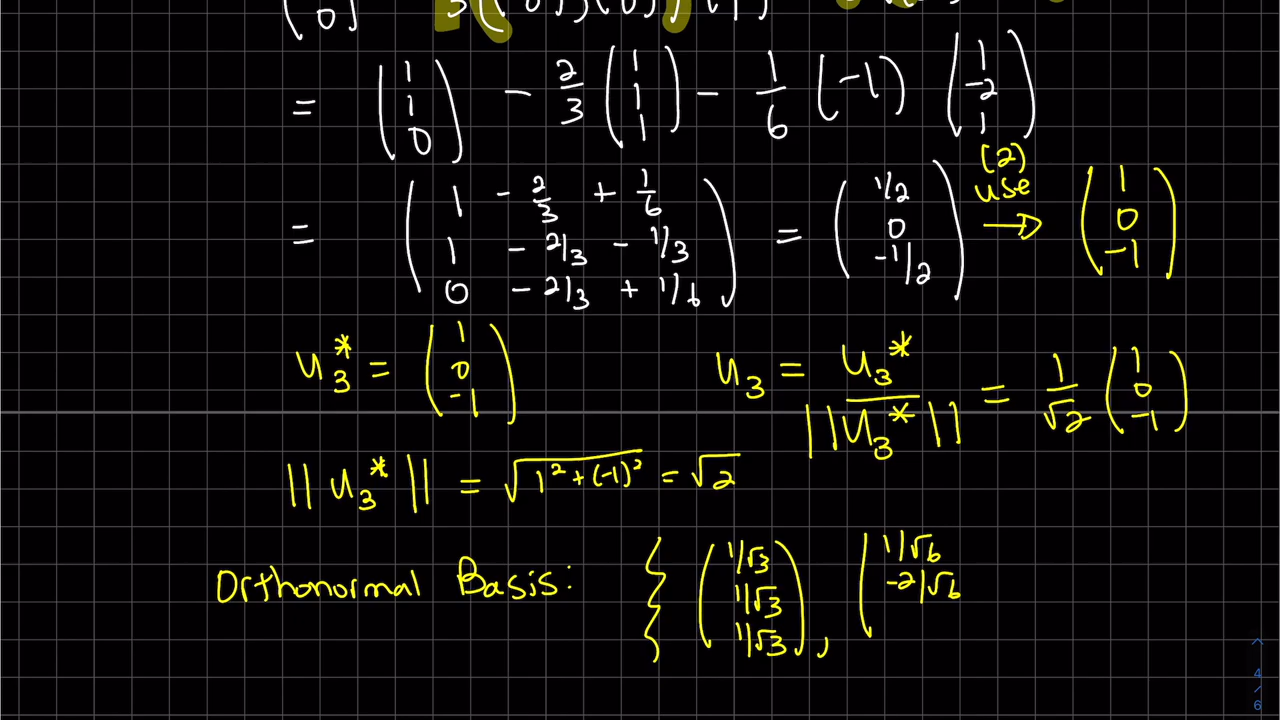 = (1 1 0) - 2/3 (1 1 1) - 1/6 (-1) (1 -2 1)
= (1 - 2/3 + 1/6
1 - 2/3 - 1/3
0 - 2/3 + 1/6) = (1/2 0 -1/2) (2) use → (1 0 -1)
u₃* = (1 0 -1) u₃ = u₃* / ||u₃*|| = 1/√2 (1 0 -1)
||u₃*|| = √(1² + (-1)²) = √2
Orthonormal Basis: { (1/√3 1/√3 1/√3), (1/√6 -2/√6
4/6